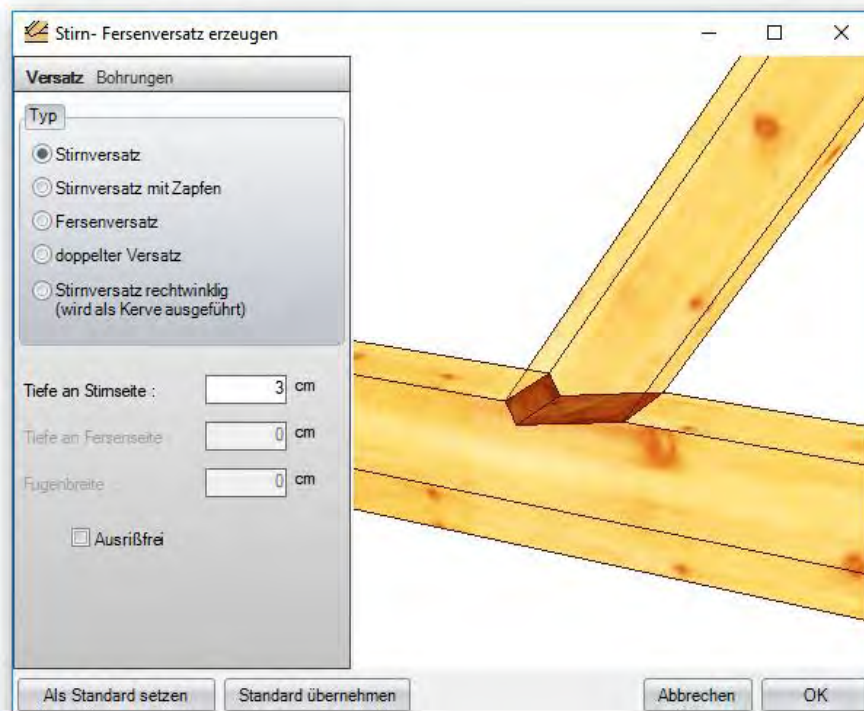 Stirn- Fersenversatz erzeugen
Versatz Bohrungen
Typ
Stirnversatz
Stirnversatz mit Zapfen
Fersenversatz
doppelter Versatz
Stirnversatz rechtwinklig
(wird als Kerve ausgeführt)
Tiefe an Stirnseite : 3 cm
Tiefe an Fersenseite 0 cm
Fugenbreite : 0 cm
Ausrißfrei
Als Standard setzen Standard übernehmen Abbrechen OK